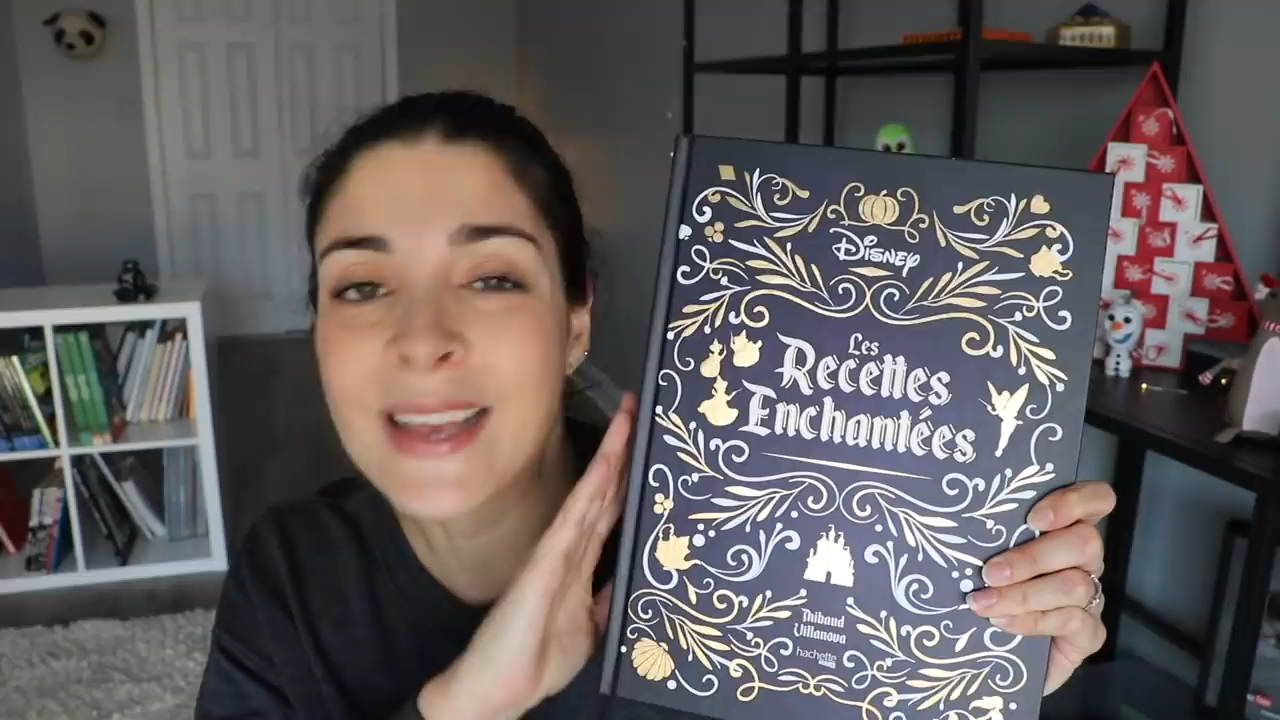 Disney
Les
Recettes
Enchantées
Thibaud
Villanova
hachette